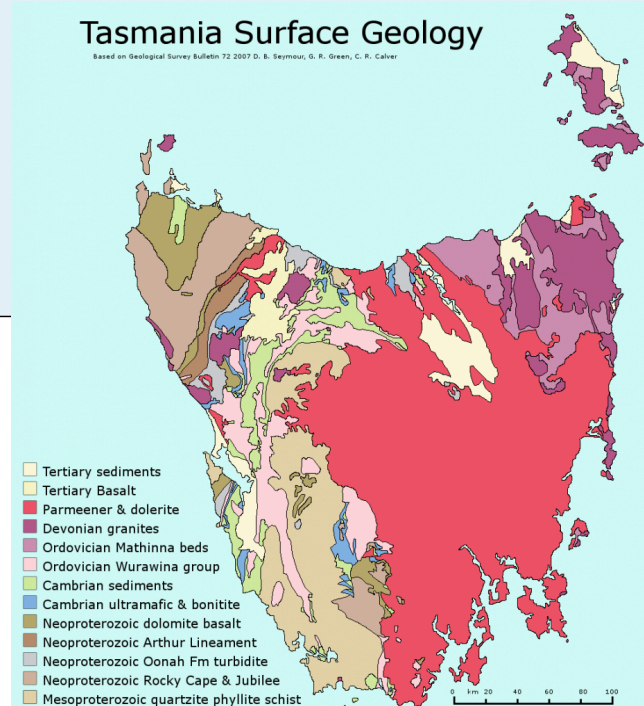 Tasmania Surface Geology
Based on Geological Survey Bulletin 72 2007 D. B. Seymour, G. R. Green, C. R. Calver
Tertiary sediments
Tertiary Basalt
Parmeener & dolerite
Devonian granites
Ordovician Mathinna beds
Ordovician Wurawina group
Cambrian sediments
Cambrian ultramafic & bonitite
Neoproterozoic dolomite basalt
Neoproterozoic Arthur Lineament
Neoproterozoic Oonah Fm turbidite
Neoproterozoic Rocky Cape & Jubilee
Mesoproterozoic quartzite phyllite schist
0 km 20 40 60 80 100